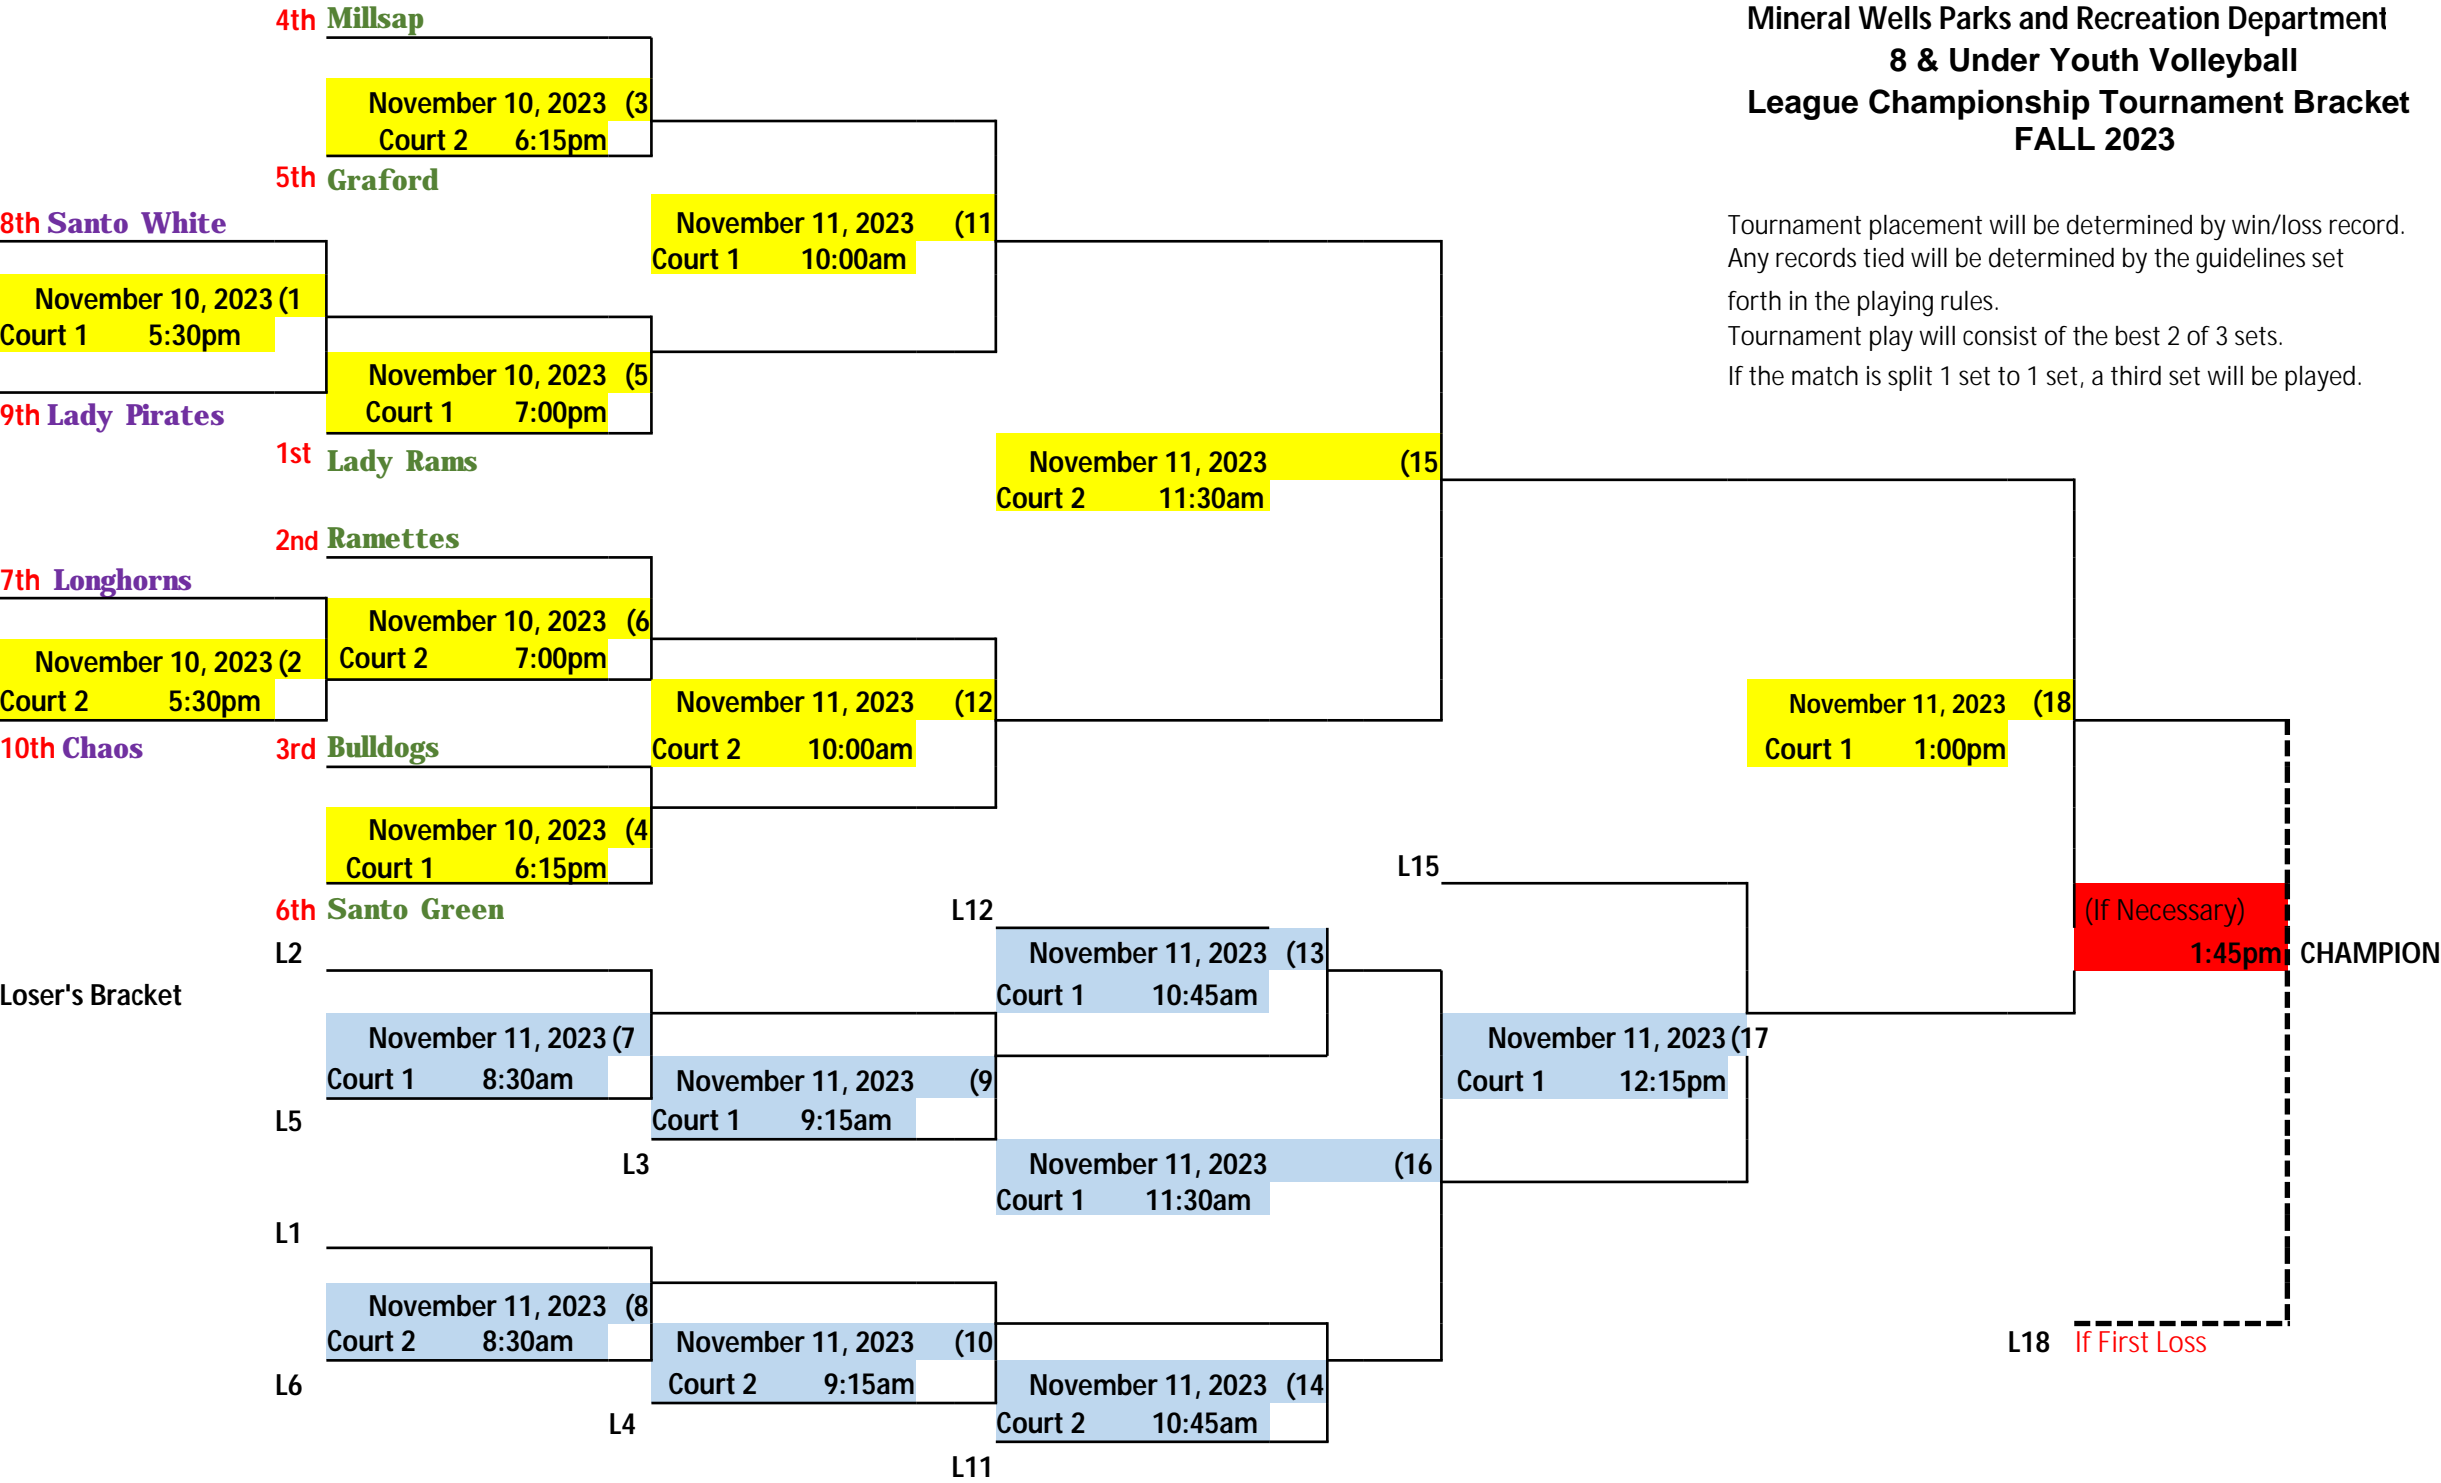 4th Millsap
Mineral Wells Parks and Recreation Department
8 & Under Youth Volleyball
League Championship Tournament Bracket
FALL 2023
November 10, 2023 (3
Court 2 6:15pm
5th Graford
8th Santo White
November 11, 2023 (11
Court 1 10:00am
Tournament placement will be determined by win/loss record.
Any records tied will be determined by the guidelines set
forth in the playing rules.
Tournament play will consist of the best 2 of 3 sets.
If the match is split 1 set to 1 set, a third set will be played.
November 10, 2023 (1
Court 1 5:30pm
November 10, 2023 (5
Court 1 7:00pm
9th Lady Pirates
1st Lady Rams
November 11, 2023 (15
Court 2 11:30am
2nd Ramettes
7th Longhorns
November 10, 2023 (6
Court 2 7:00pm
November 10, 2023 (2
Court 2 5:30pm
November 11, 2023 (12
Court 2 10:00am
November 11, 2023 (18
Court 1 1:00pm
10th Chaos
3rd Bulldogs
November 10, 2023 (4
Court 1 6:15pm
L15
6th Santo Green
L12
(If Necessary)
1:45pm CHAMPION
L2
November 11, 2023 (13
Court 1 10:45am
Loser's Bracket
November 11, 2023 (7
Court 1 8:30am
November 11, 2023 (17
Court 1 12:15pm
November 11, 2023 (9
Court 1 9:15am
L5
L3
November 11, 2023 (16
Court 1 11:30am
L1
November 11, 2023 (8
Court 2 8:30am
November 11, 2023 (10
Court 2 9:15am
L18 If First Loss
L6
November 11, 2023 (14
Court 2 10:45am
L4
L11